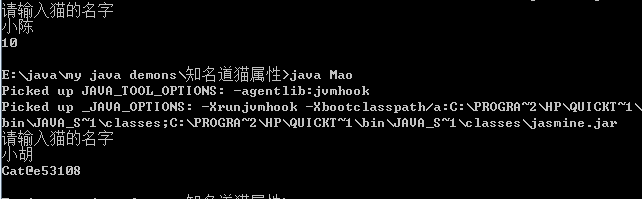 请输入猫的名字
小陈
10
E:\java\my java demons\知名道猫属性>java Mao
Picked up JAVA_TOOL_OPTIONS: -agentlib:jvmhook
Picked up _JAVA_OPTIONS: -Xrunjvmhook -Xbootclasspath/a:C:\PROGRA~2\HP\QUICKT~1\
bin\JAVA_S~1\classes;C:\PROGRA~2\HP\QUICKT~1\bin\JAVA_S~1\classes\jasmine.jar
请输入猫的名字
小胡
Cat@e53108